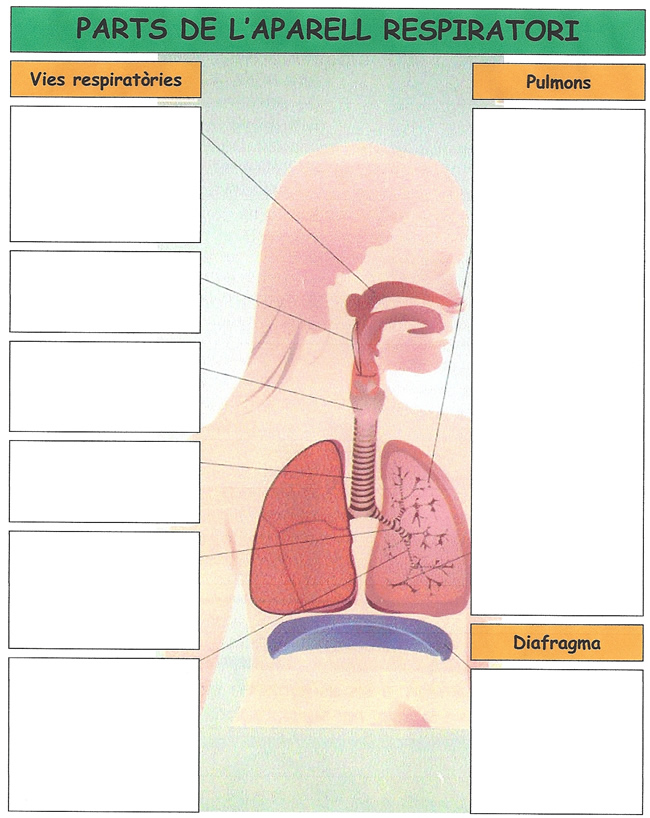 PARTS DE L'APARELL RESPIRATORI
Vies respiratòries
Pulmons
Diafragma